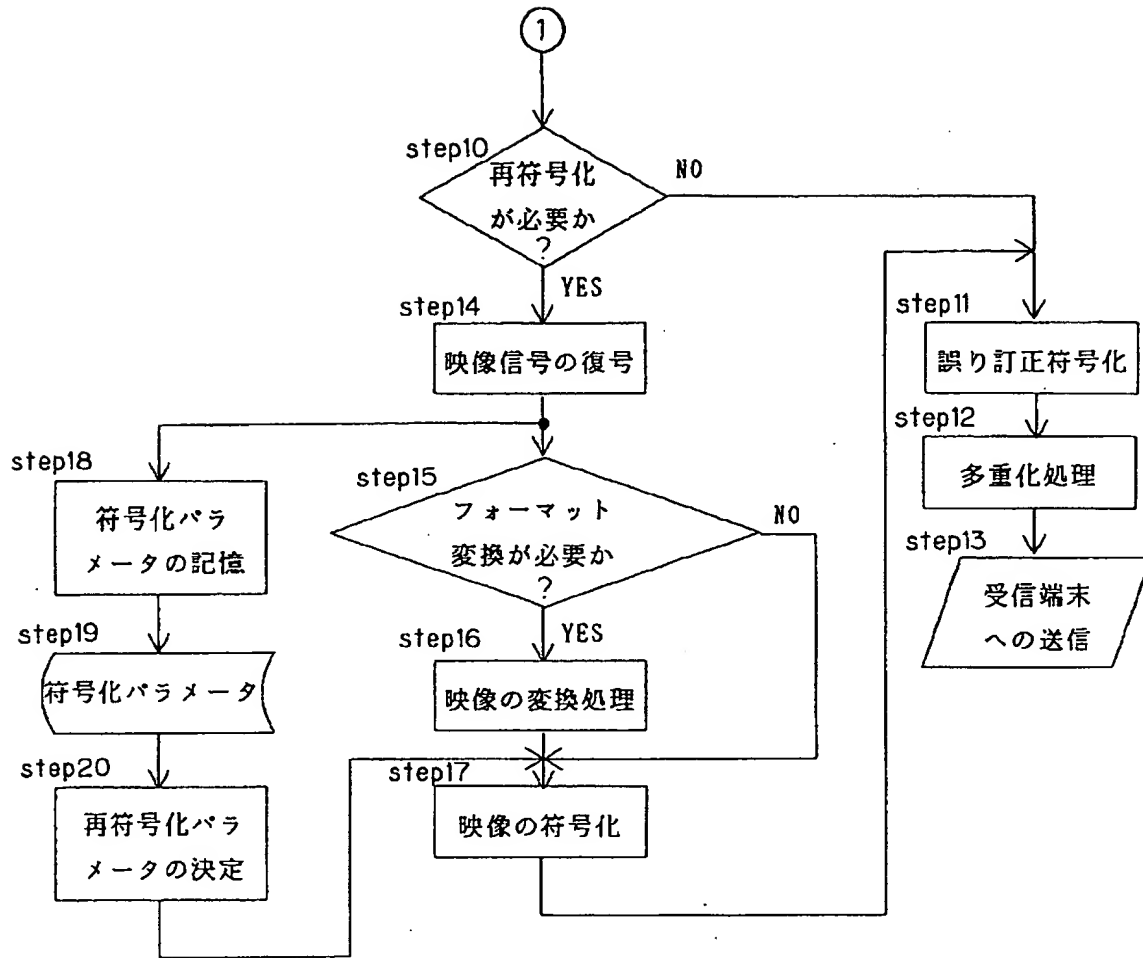 1
step10
再符号化
が必要か
?
NO
YES
step14
映像信号の復号
step11
誤り訂正符号化
step12
多重化処理
step13
受信端末
への送信
step18
符号化パラ
メータの記憶
step15
フォーマット
変換が必要か
?
NO
YES
step19
符号化パラメータ
step16
映像の変換処理
step20
再符号化パラ
メータの決定
step17
映像の符号化